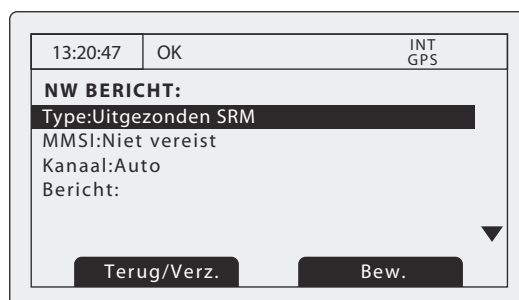 13:20:47 OK INT
GPS
NW BERICHT:
Type:Uitgezonden SRM
MMSI:Niet vereist
Kanaal:Auto
Bericht:
Terug/Verz. Bew.